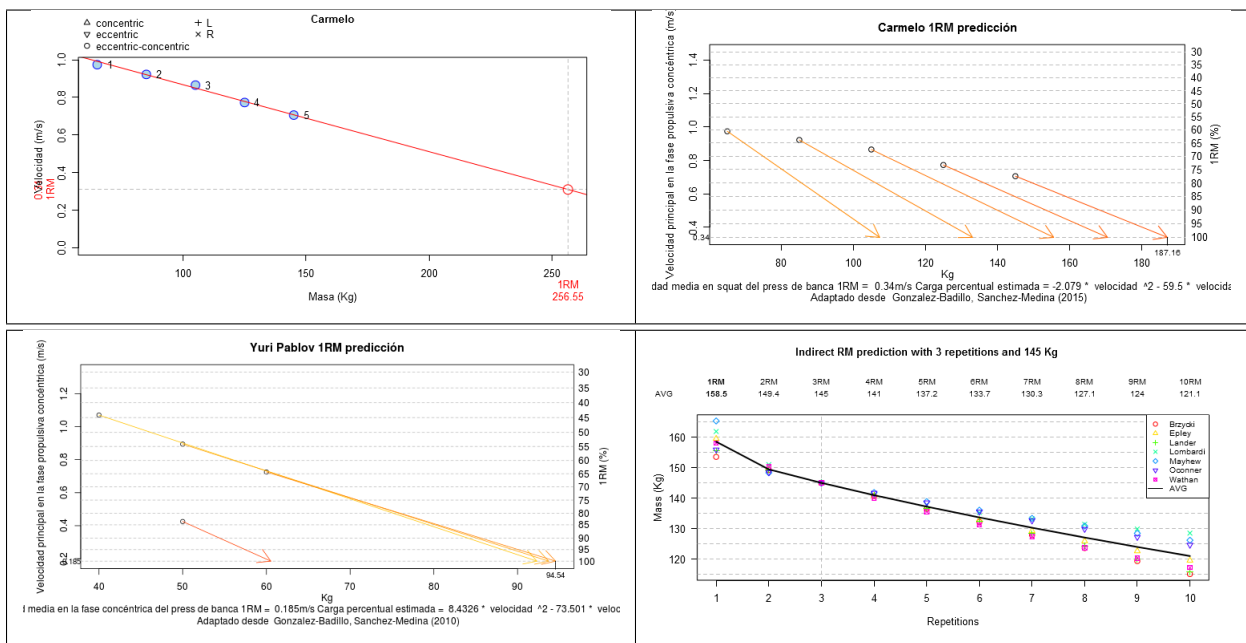 Carmelo
△ concentric + L
▽ eccentric × R
○ eccentric-concentric
Velocidad (m/s)
1.0
0.8
0.6
0.4
0.2
0.0
1
2
3
4
5
1RM
100
150
200
250
Masa (Kg)
1RM
256.55
Carmelo 1RM predicción
Velocidad principal en la fase propulsiva concéntrica (m/s)
1.4
1.2
1.0
0.8
0.6
0.4
0.34
30
35
40
45
50
55
60
65
70
75
80
85
90
95
100
1RM (%)
60
80
100
120
140
160
180
187.16
Kg
dad media en squat del press de banca 1RM = 0.34m/s Carga percentual estimada = -2.079 * velocidad ^2 - 59.5 * velocida
Adaptado desde Gonzalez-Badillo, Sanchez-Medina (2015)
Yuri Pablov 1RM predicción
Velocidad principal en la fase propulsiva concéntrica (m/s)
1.2
1.0
0.8
0.6
0.4
0.2
0.185
30
35
40
45
50
55
60
65
70
75
80
85
90
95
100
1RM (%)
40
50
60
70
80
90
94.54
Kg
l media en la fase concéntrica del press de banca 1RM = 0.185m/s Carga percentual estimada = 8.4326 * velocidad ^2 - 73.501 * veloc
Adaptado desde Gonzalez-Badillo, Sanchez-Medina (2010)
Indirect RM prediction with 3 repetitions and 145 Kg
1RM 2RM 3RM 4RM 5RM 6RM 7RM 8RM 9RM 10RM
AVG 158.5 149.4 145 141 137.2 133.7 130.3 127.1 124 121.1
Masa (Kg)
160
150
140
130
120
Brzycki
Epley
Lander
Lombardi
Mayhew
Oconner
Wathan
AVG
1 2 3 4 5 6 7 8 9 10
Repetitions